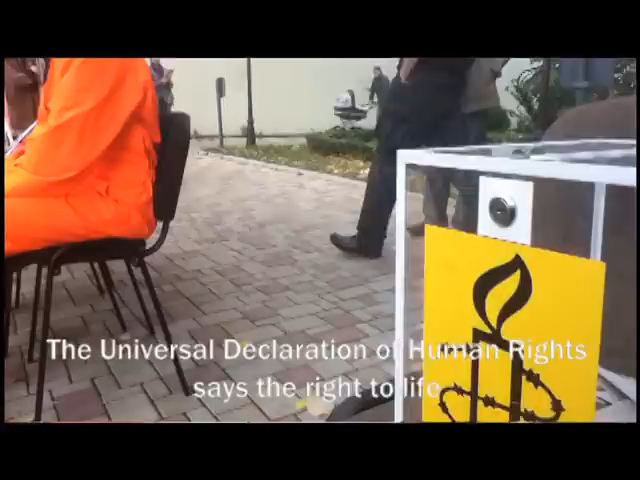 The Universal Declaration of Human Rights
says the right to life